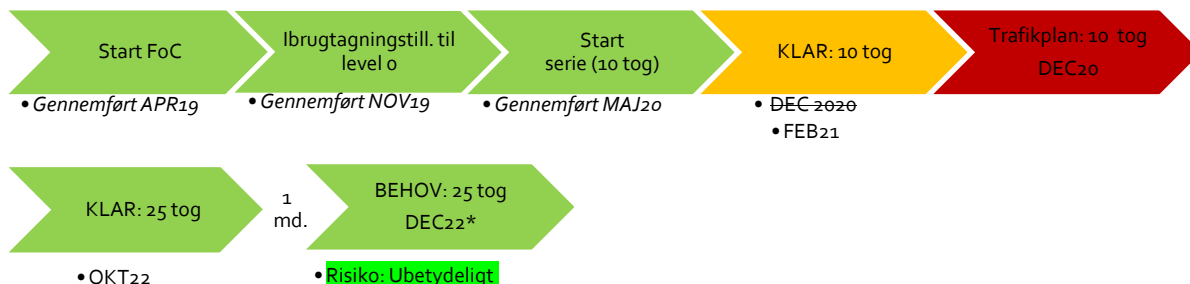 Start FoC
Ibrugtagningstill. til
level 0
Start
serie (10 tog)
KLAR: 10 tog
Trafikplan: 10 tog
DEC20
• Gennemført APR19
• Gennemført NOV19
• Gennemført MAJ20
• DEC 2020
• FEB21
KLAR: 25 tog
1
md.
BEHOV: 25 tog
DEC22*
• OKT22
• Risiko: Ubetydeligt